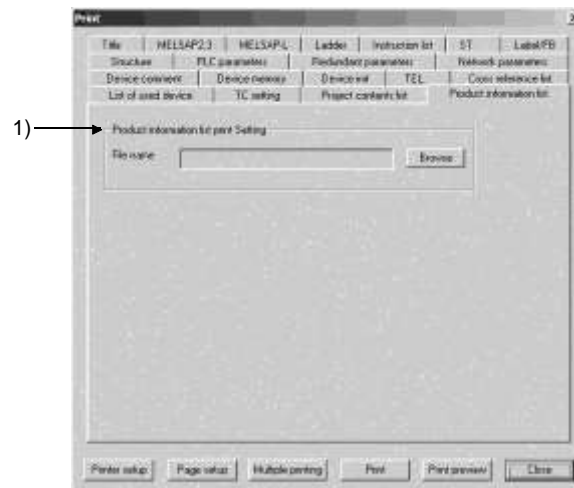 Print
Title MELSAP2,3 MELSAP-L Ladder Instruction list ST Label/FB
Structure PLC parameters Redundant parameters Network parameters
Device comment Device memory Device init TEL Cross reference list
List of used device TC setting Project contents list Product information list
1)
Product information list print Setting
File name Browse
Printer setup Page setup Multiple printing Print Print preview Close